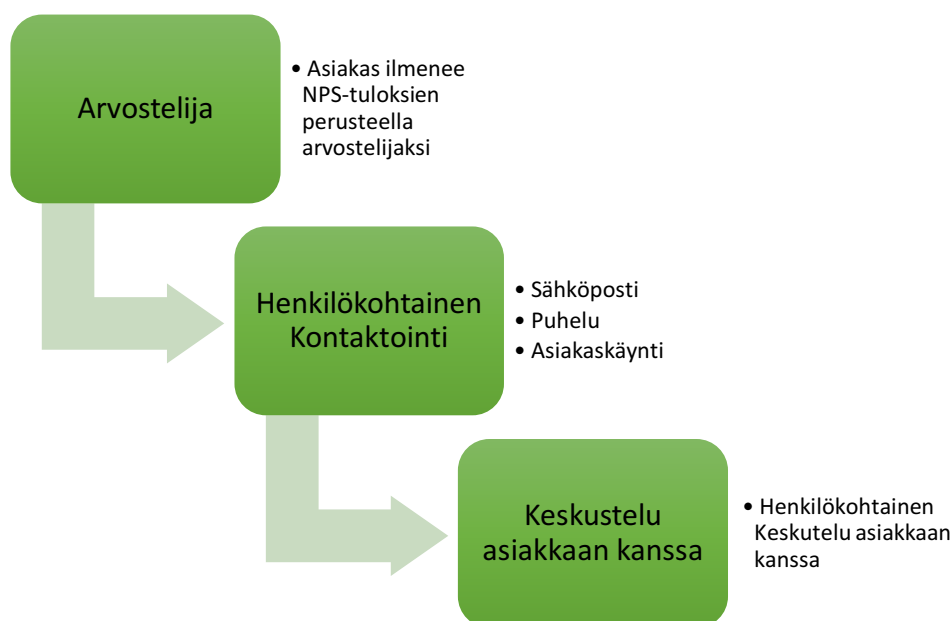 Arvostelija
• Asiakas ilmenee
NPS-tuloksien
perusteella
arvostelijaksi
Henkilökohtainen
Kontaktointi
• Sähköposti
• Puhelu
• Asiakaskäynti
Keskustelu
asiakkaan kanssa
• Henkilökohtainen
Keskutelu asiakkaan
kanssa